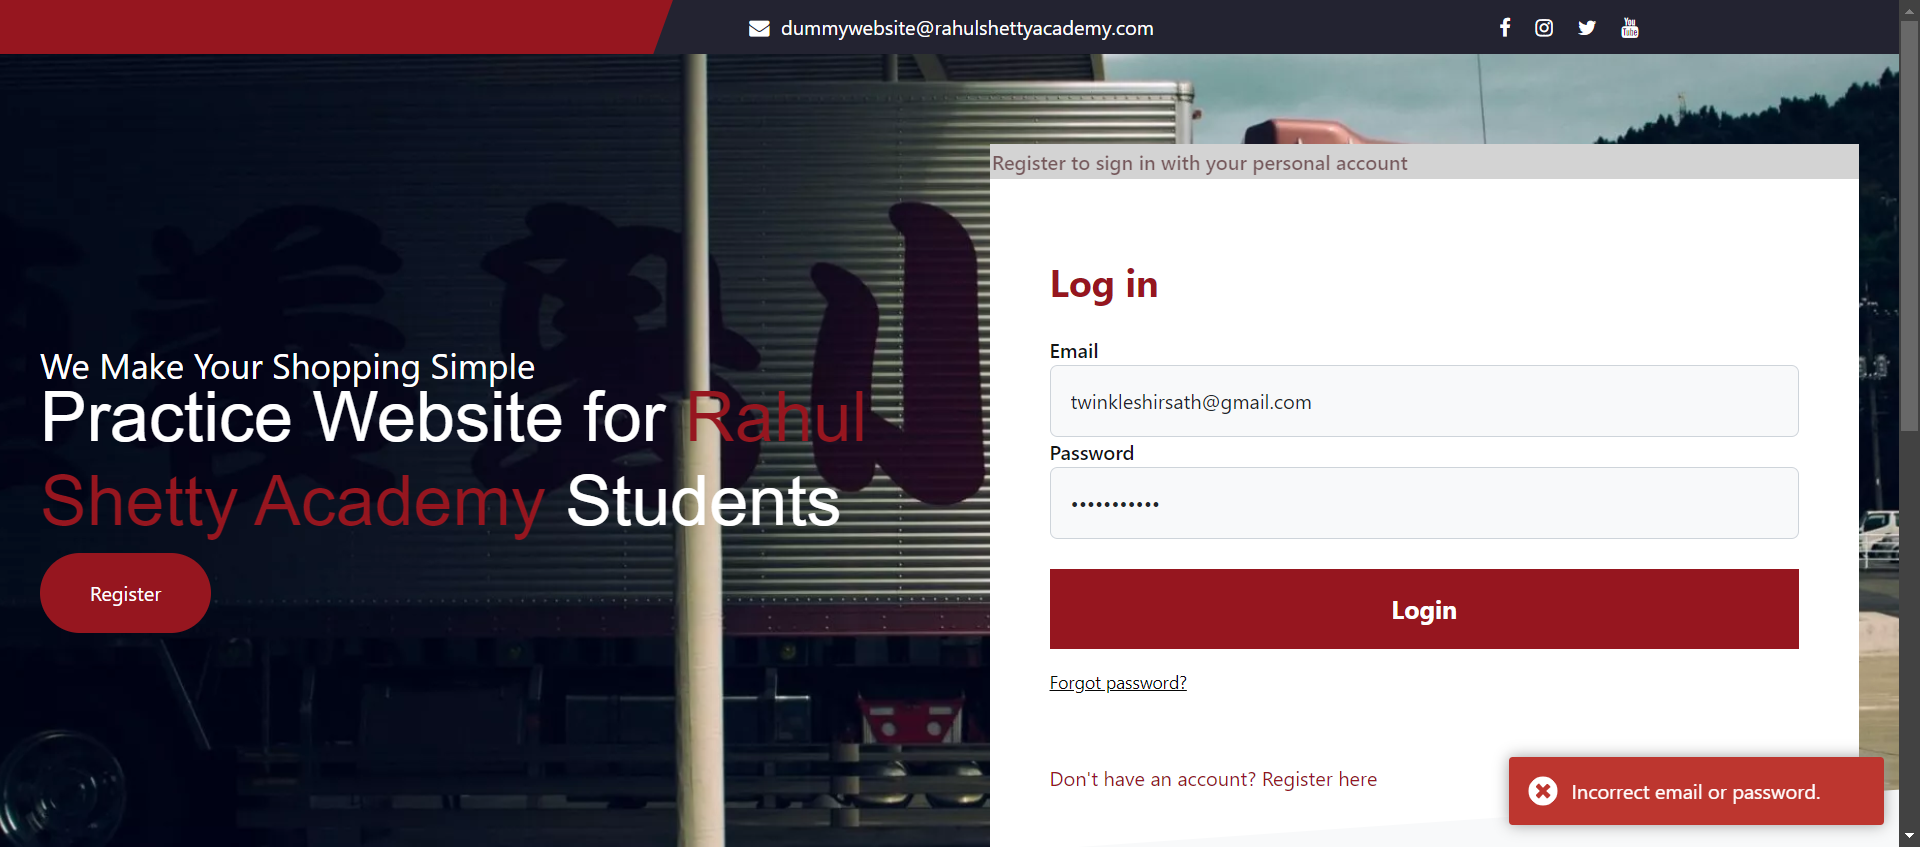 dummywebsite@rahulshettyacademy.com
Register to sign in with your personal account
We Make Your Shopping Simple
Practice Website for Rahul
Shetty Academy Students
Register
Log in
Email
twinkleshirsath@gmail.com
Password
•••••••••••
Login
Forgot password?
Don't have an account? Register here
Incorrect email or password.